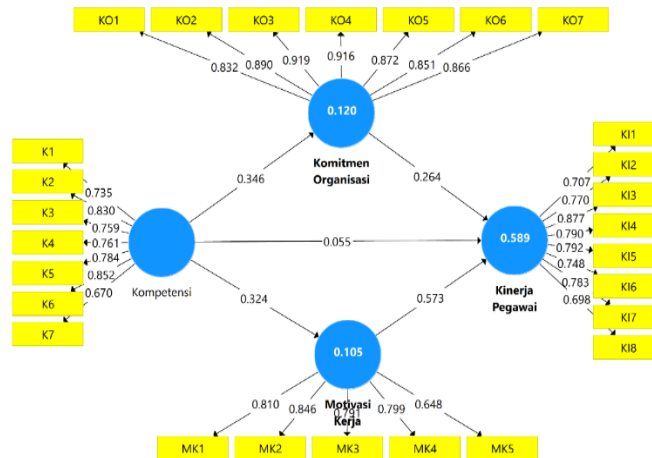 KO1 KO2 KO3 KO4 KO5 KO6 KO7
0.832 0.890 0.919 0.916 0.872 0.851 0.866
0.120
Komitmen
Organisasi
K1
K2
K3
K4
K5
K6
K7
0.735
0.830
0.759
0.761
0.784
0.852
0.670
Kompetensi
0.346
0.264
0.055
0.324
0.573
KI1
KI2
KI3
KI4
KI5
KI6
KI7
KI8
0.707
0.770
0.877
0.790
0.792
0.748
0.783
0.698
0.589
Kinerja
Pegawai
0.105
Motivasi
Kerja
0.810 0.846 0.791 0.799 0.648
MK1 MK2 MK3 MK4 MK5